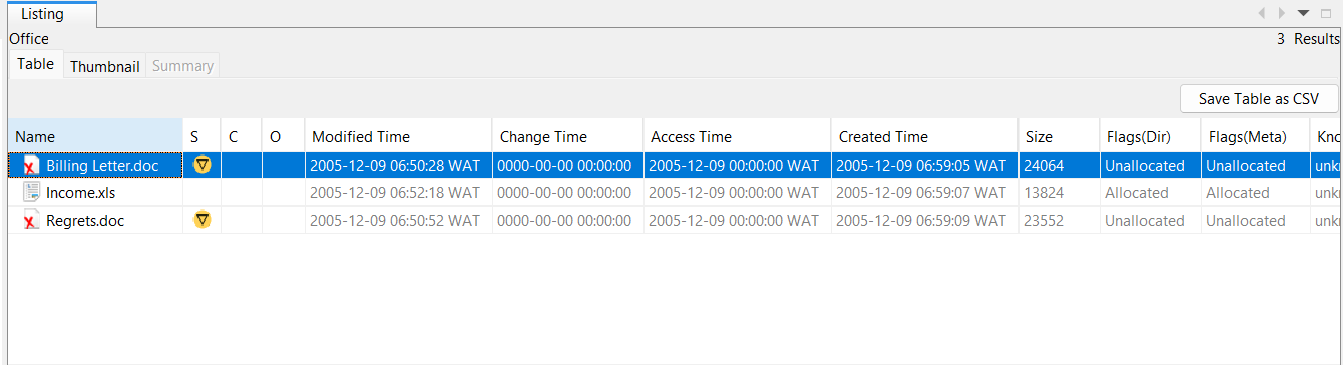 Listing
Office 3 Results
Table Thumbnail Summary
Save Table as CSV
Name S C O Modified Time Change Time Access Time Created Time Size Flags(Dir) Flags(Meta) Kno
Billing Letter.doc 2005-12-09 06:50:28 WAT 0000-00-00 00:00:00 2005-12-09 00:00:00 WAT 2005-12-09 06:59:05 WAT 24064 Unallocated Unallocated unk
Income.xls 2005-12-09 06:52:18 WAT 0000-00-00 00:00:00 2005-12-09 00:00:00 WAT 2005-12-09 06:59:07 WAT 13824 Allocated Allocated unk
Regrets.doc 2005-12-09 06:50:52 WAT 0000-00-00 00:00:00 2005-12-09 00:00:00 WAT 2005-12-09 06:59:09 WAT 23552 Unallocated Unallocated unk